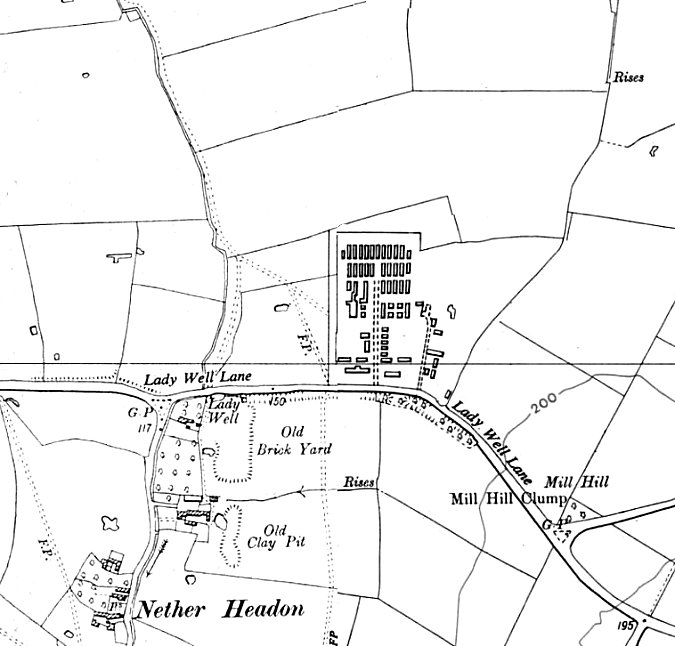 Rises
F.P.
Lady Well Lane
G.P
117
Lady
Well
150
Old
Brick Yard
Lady Well Lane
200
Rises
Mill Hill
Mill Hill Clump
G.P.
Old
Clay Pit
F.P.
Nether Headon
FP
195